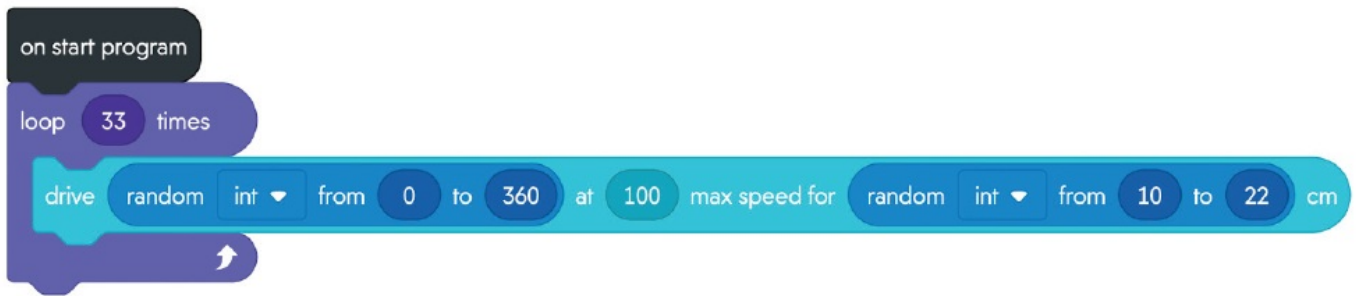 on start program
loop 33 times
drive random int from 0 to 360 at 100 max speed for random int from 10 to 22 cm